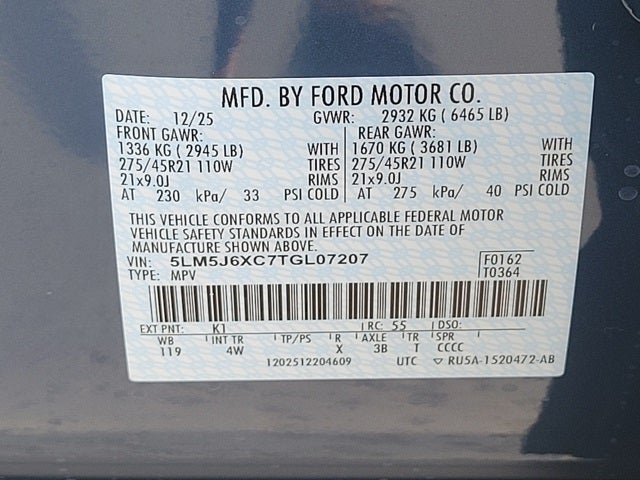 MFD. BY FORD MOTOR CO.
DATE: 12/25 GVWR: 2932 KG ( 6465 LB)
FRONT GAWR: REAR GAWR:
1336 KG ( 2945 LB) WITH 1670 KG ( 3681 LB) WITH
275/45R21 110W TIRES 275/45R21 110W TIRES
21x9.0J RIMS 21x9.0J RIMS
AT 230 kPa/ 33 PSI COLD AT 275 kPa/ 40 PSI COLD
THIS VEHICLE CONFORMS TO ALL APPLICABLE FEDERAL MOTOR
VEHICLE SAFETY STANDARDS IN EFFECT ON THE DATE OF
MANUFACTURE SHOWN ABOVE.
VIN: 5LM5J6XC7TGL07207 F0162
TYPE: MPV T0364
EXT PNT: K1 RC: 55 DSO:
WB INT TR TP/PS R AXLE TR SPR
119 4W X 3B T CCCC
1202512204609 UTC ▽ RU5A-1520472-AB